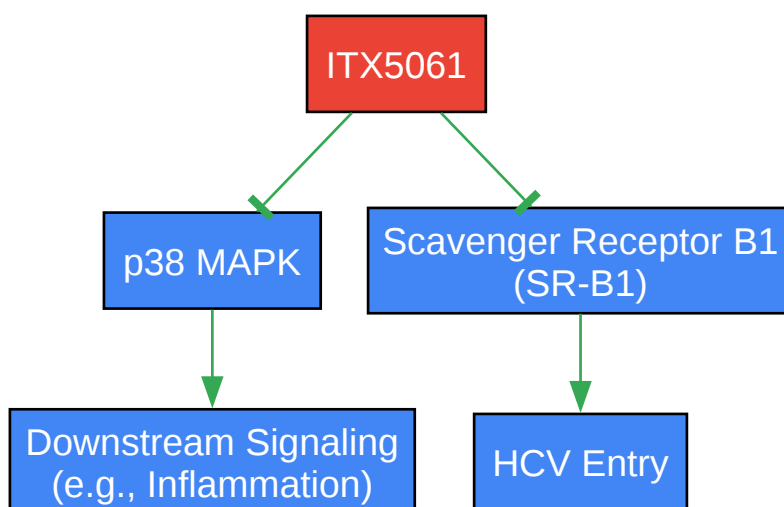 ITX5061
p38 MAPK
Scavenger Receptor B1
(SR-B1)
Downstream Signaling
(e.g., Inflammation)
HCV Entry